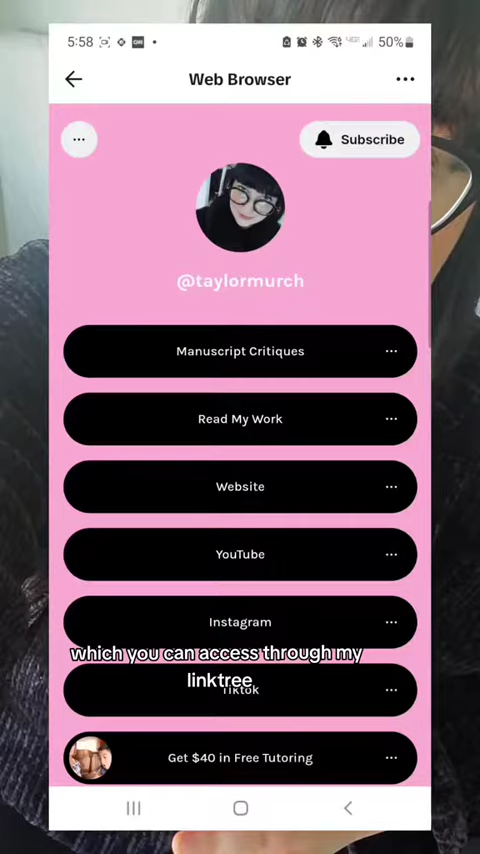 5:58
50%
Web Browser
Subscribe
@taylormurch
Manuscript Critiques
Read My Work
Website
YouTube
Instagram
which you can access through my
linktree
Tiktok
Get $40 in Free Tutoring